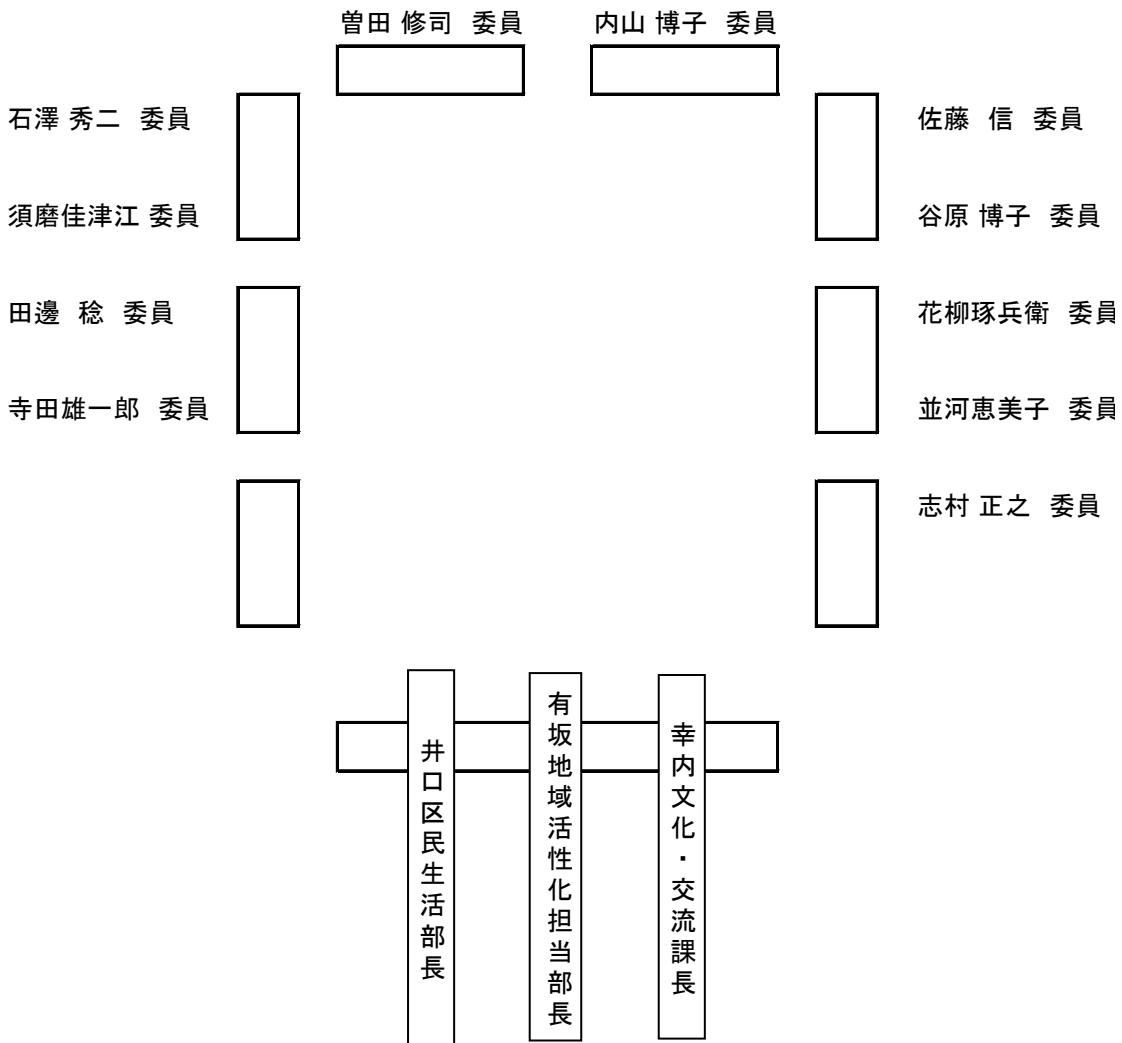 曽田 修司 委員
内山 博子 委員
石澤 秀二 委員
須磨佳津江 委員
田邊 稔 委員
寺田雄一郎 委員
佐藤 信 委員
谷原 博子 委員
花柳琢兵衛 委員
並河恵美子 委員
志村 正之 委員
井口区民生活部長
有坂地域活性化担当部長
幸内文化・交流課長